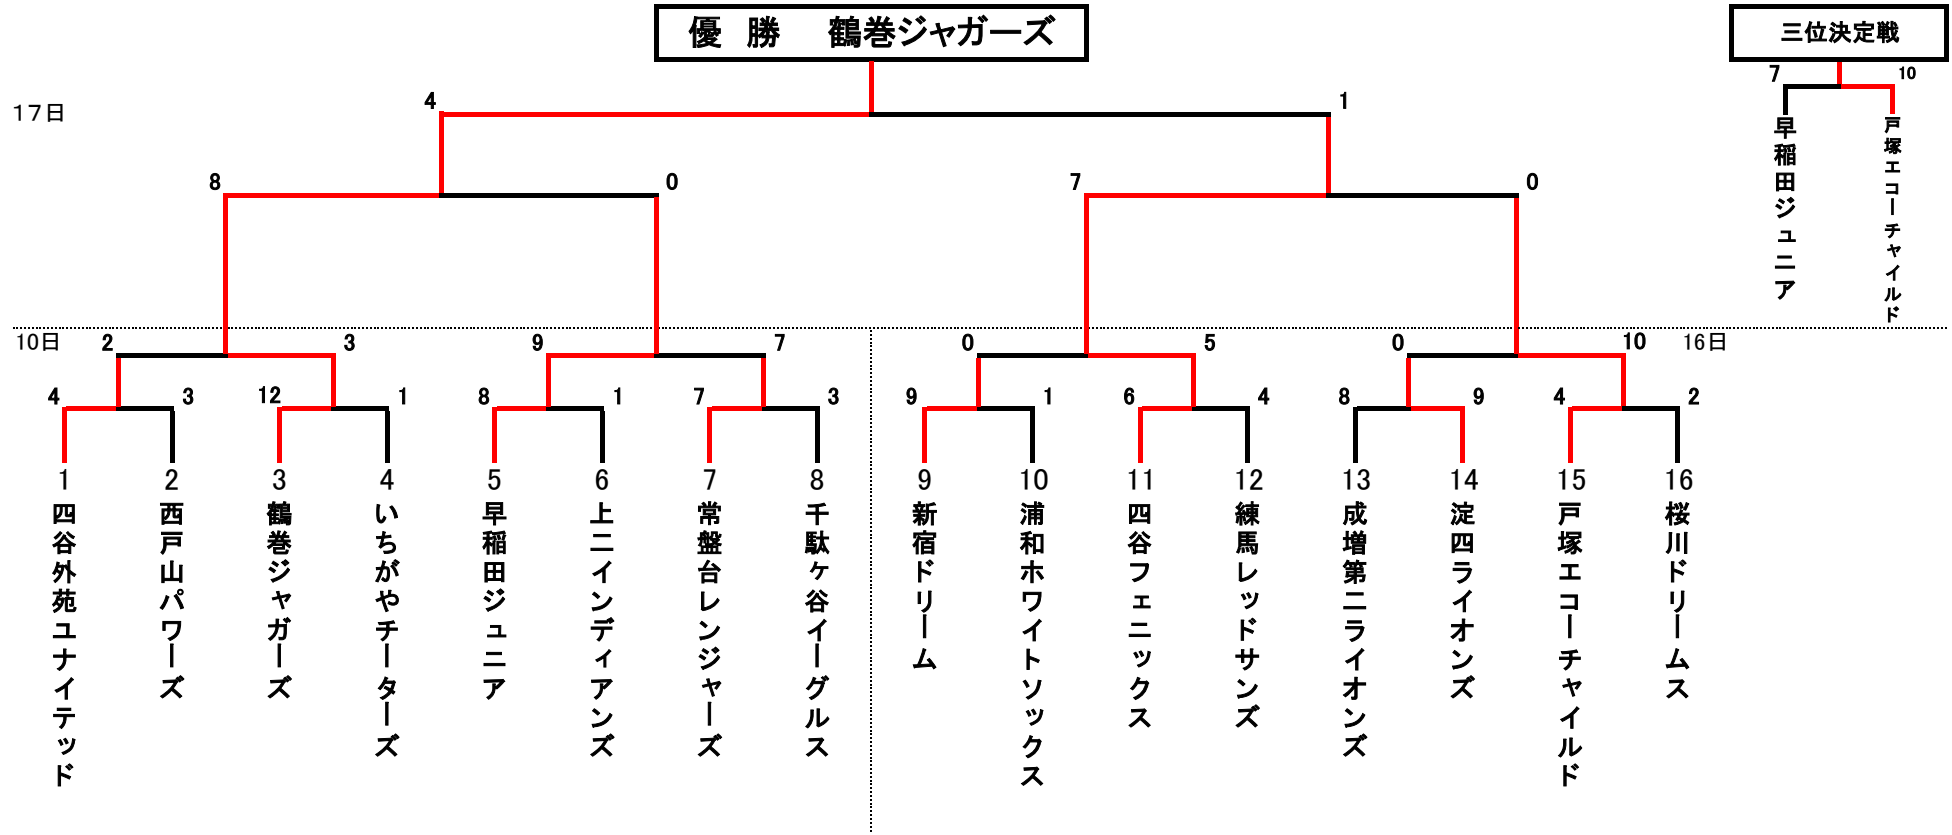 優　勝　　鶴巻ジャガーズ
三位決定戦
7 10
早稲田ジュニア
戸塚エコーチャイルド
17日
4 1
8 0 7 0
10日
2 3 9 7 0 5 0 10
16日
4 3 12 1 8 1 7 3 9 1 6 4 8 9 4 2
1 2 3 4 5 6 7 8 9 10 11 12 13 14 15 16
四谷外苑ユナイテッド
西戸山パワーズ
鶴巻ジャガーズ
いちがやチーターズ
早稲田ジュニア
上二インディアンズ
常盤台レンジャーズ
千駄ヶ谷イーグルス
新宿ドリーム
浦和ホワイトソックス
四谷フェニックス
練馬レッドサンズ
成増第二ライオンズ
淀四ライオンズ
戸塚エコーチャイルド
桜川ドリームス